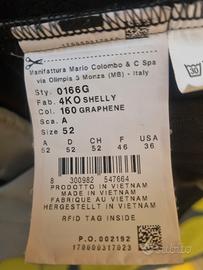 Manifattura Mario Colombo & C Spa
via Olimpia 3 Monza (MB) - Italy
Sty. 0166G
Fab. 4KO SHELLY
Col. 160 GRAPHENE
Sca. A
Size 52
A D CH F USA
52 52 52 46 36
8 300982 547664
PRODOTTO IN VIETNAM
MADE IN VIETNAM
FABRIQUE AU VIETNAM
HERGESTELLT IN VIETNAM
RFID TAG INSIDE
P.O. 002192
170000317023
30